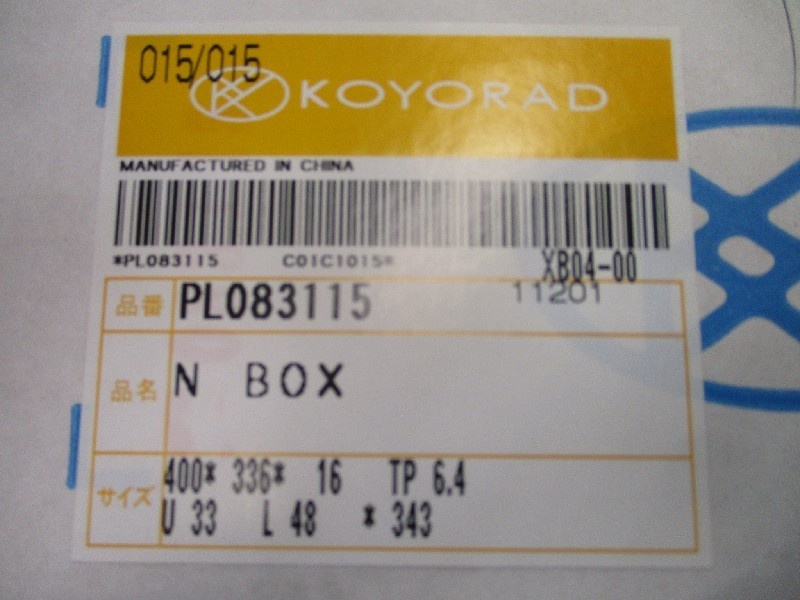 015/015
KOYORAD
MANUFACTURED IN CHINA
*PL083115 C01C1015*
XB04-00
11201
品番 PL083115
品名 N BOX
サイズ 400* 336* 16 TP 6.4
U 33 L 48 * 343